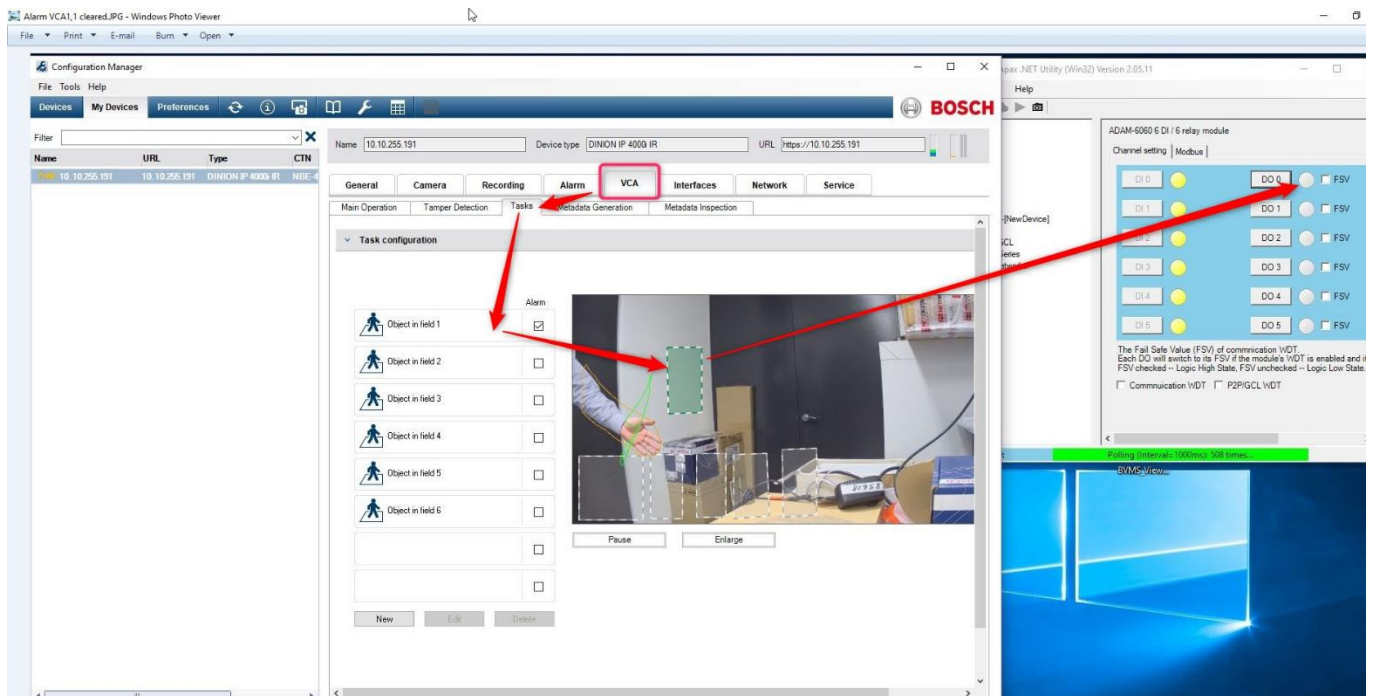 Alarm VCA1,1 cleared.JPG - Windows Photo Viewer
File Print E-mail Burn Open
Configuration Manager
File Tools Help
Devices My Devices Preferences
BOSCH
Filter
Name URL Type CTN
10.10.255.191 10.10.255.191 DINION IP 4000i IR NBE-4
Name 10.10.255.191 Device type DINION IP 4000i IR URL https://10.10.255.191
General Camera Recording Alarm VCA Interfaces Network Service
Main Operation Tamper Detection Tasks Metadata Generation Metadata Inspection
Task configuration
Alarm
Object in field 1
Object in field 2
Object in field 3
Object in field 4
Object in field 5
Object in field 6
Pause Enlarge
New Edit Delete
.NET Utility (Win32) Version 2.05.11
Help
-[NewDevice]
ADAM-6060 6 DI / 6 relay module
Channel setting Modbus
DI 0 DO 0 FSV
DI 1 DO 1 FSV
DI 2 DO 2 FSV
DI 3 DO 3 FSV
DI 4 DO 4 FSV
DI 5 DO 5 FSV
The Fail Safe Value (FSV) of commnication WDT.
Each DO will switch to its FSV if the module's WDT is enabled and
FSV checked -- Logic High State, FSV unchecked -- Logic Low State.
Commnuication WDT P2P/GCL WDT
Polling (Interval= 1000ms): 508 times...
BVMS_View...